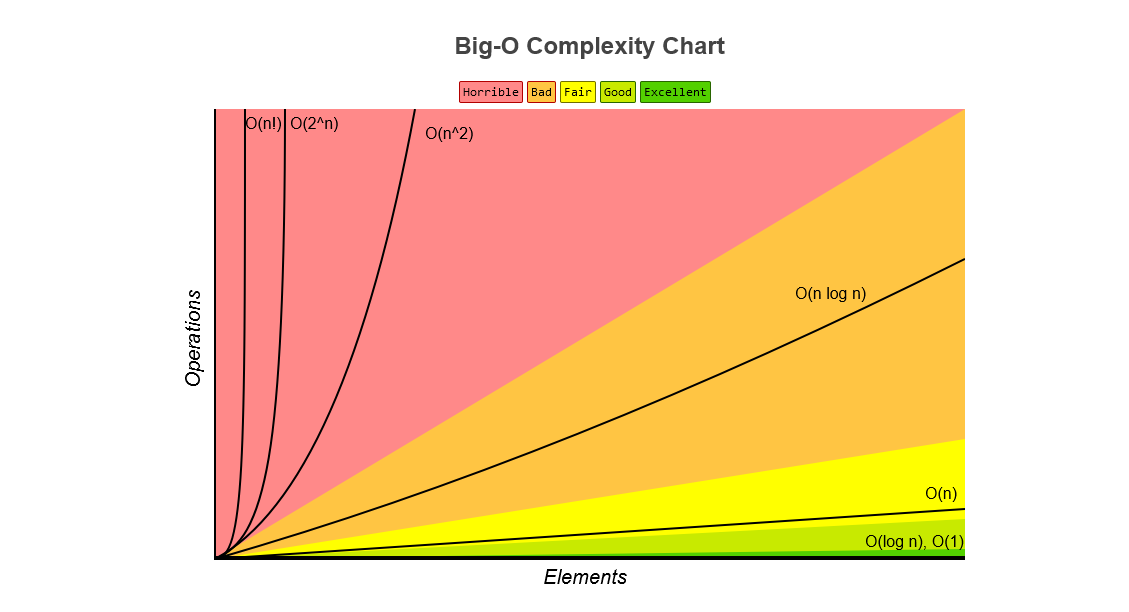 Big-O Complexity Chart
Horrible Bad Fair Good Excellent
O(n!) O(2^n)
O(n^2)
O(n log n)
Operations
O(n)
O(log n), O(1)
Elements